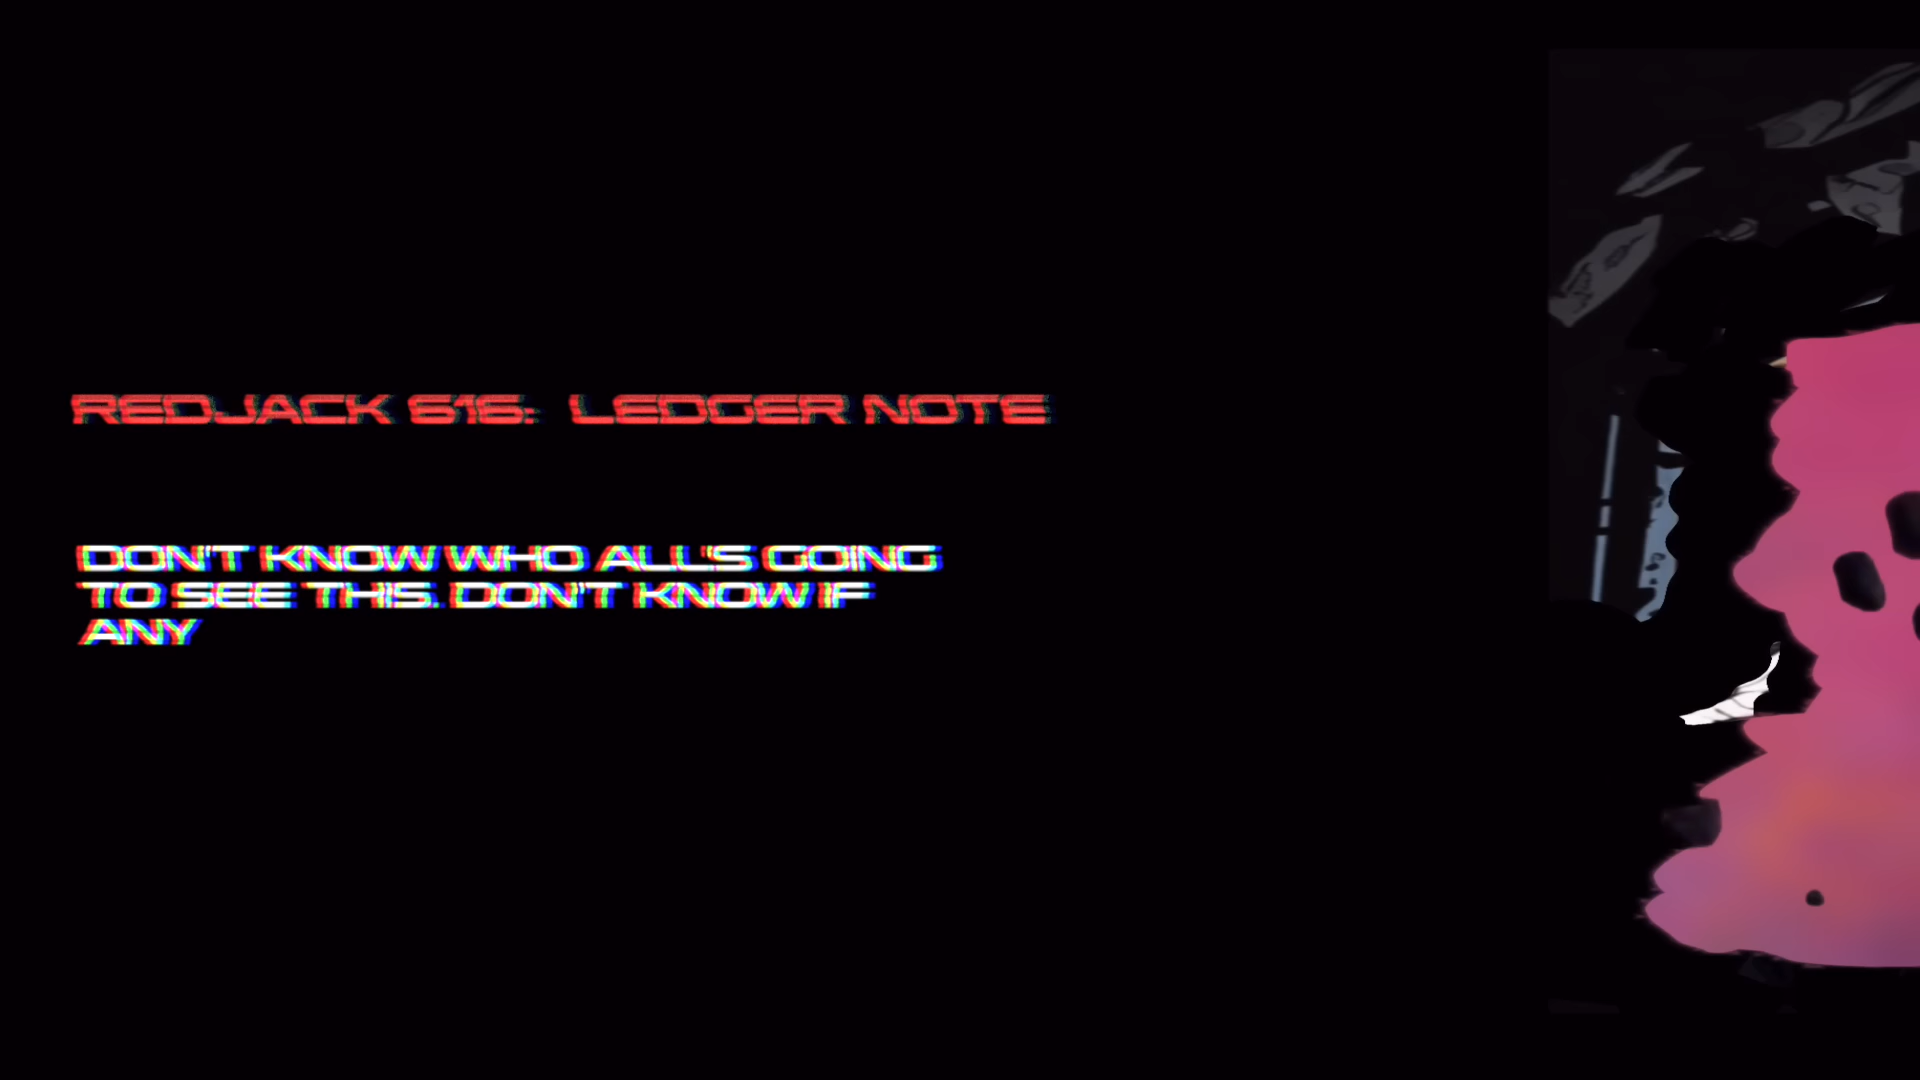 REDJACK 616: LEDGER NOTE
DON'T KNOW WHO ALL'S GOING
TO SEE THIS. DON'T KNOW IF
ANY